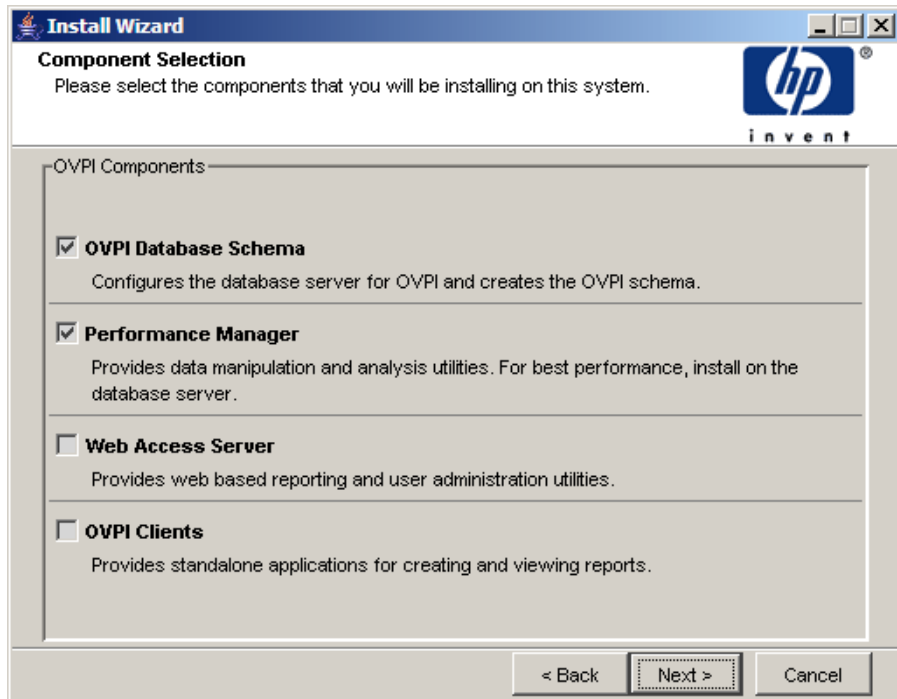 Install Wizard
Component Selection
Please select the components that you will be installing on this system.
hp
®
invent
OVPI Components
OVPI Database Schema
Configures the database server for OVPI and creates the OVPI schema.
Performance Manager
Provides data manipulation and analysis utilities. For best performance, install on the
database server.
Web Access Server
Provides web based reporting and user administration utilities.
OVPI Clients
Provides standalone applications for creating and viewing reports.
< Back Next > Cancel